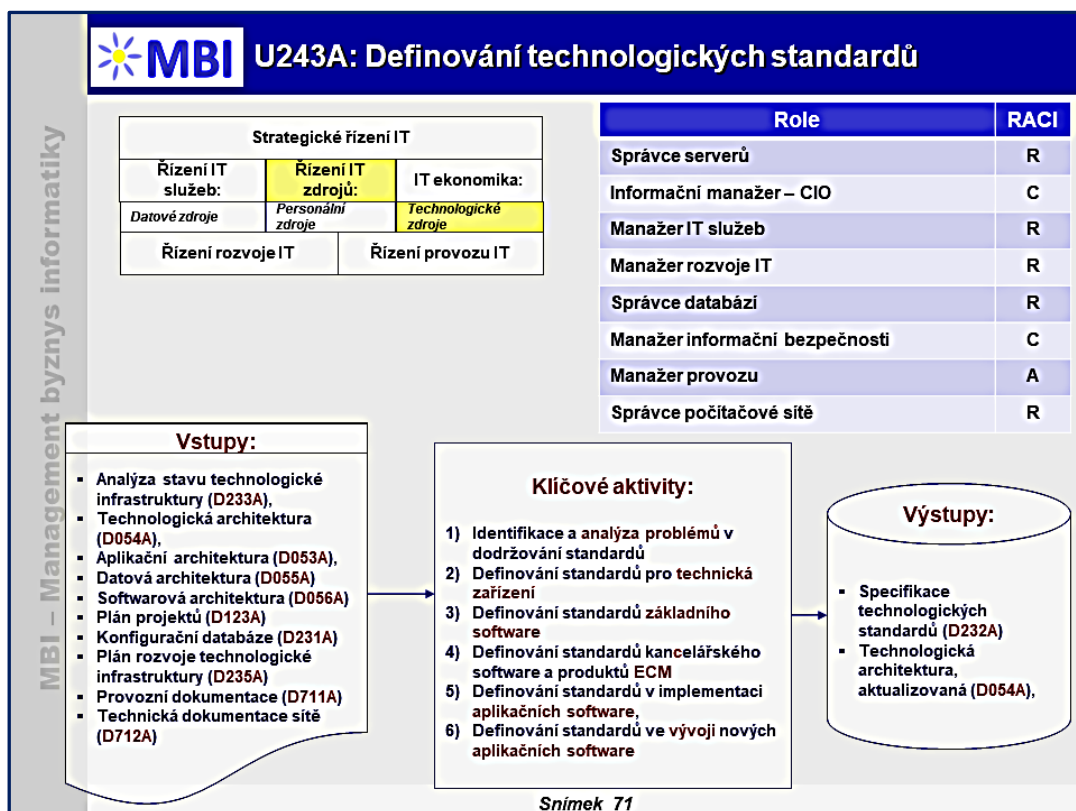 MBI
U243A: Definování technologických standardů
MBI – Management byznys informatiky
Strategické řízení IT
Řízení IT
služeb:
Řízení IT
zdrojů:
IT ekonomika:
Datové zdroje
Personální
zdroje
Technologické
zdroje
Řízení rozvoje IT
Řízení provozu IT
Role RACI
Správce serverů R
Informační manažer – CIO C
Manažer IT služeb R
Manažer rozvoje IT R
Správce databází R
Manažer informační bezpečnosti C
Manažer provozu A
Správce počítačové sítě R
Vstupy:
▪ Analýza stavu technologické
infrastruktury (D233A),
▪ Technologická architektura
(D054A),
▪ Aplikační architektura (D053A),
▪ Datová architektura (D055A)
▪ Softwarová architektura (D056A)
▪ Plán projektů (D123A)
▪ Konfigurační databáze (D231A)
▪ Plán rozvoje technologické
infrastruktury (D235A)
▪ Provozní dokumentace (D711A)
▪ Technická dokumentace sítě
(D712A)
Klíčové aktivity:
1) Identifikace a analýza problémů v
dodržování standardů
2) Definování standardů pro technická
zařízení
3) Definování standardů základního
software
4) Definování standardů kancelářského
software a produktů ECM
5) Definování standardů v implementaci
aplikačních software,
6) Definování standardů ve vývoji nových
aplikačních software
Výstupy:
▪ Specifikace
technologických
standardů (D232A)
▪ Technologická
architektura,
aktualizovaná (D054A),
Snímek 71